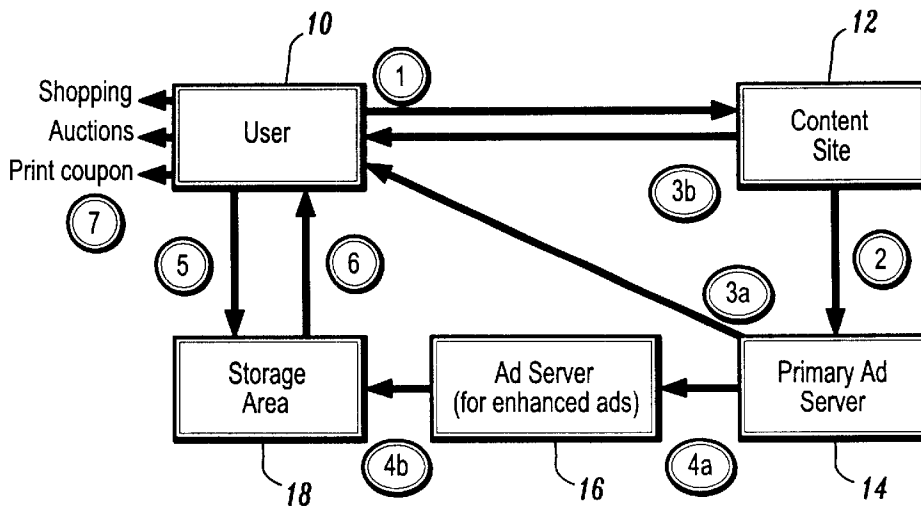 10
12
1
Shopping
Auctions
Print coupon
User
Content
Site
3b
7
5
6
2
3a
Storage
Area
Ad Server
(for enhanced ads)
Primary Ad
Server
18
4b
16
4a
14